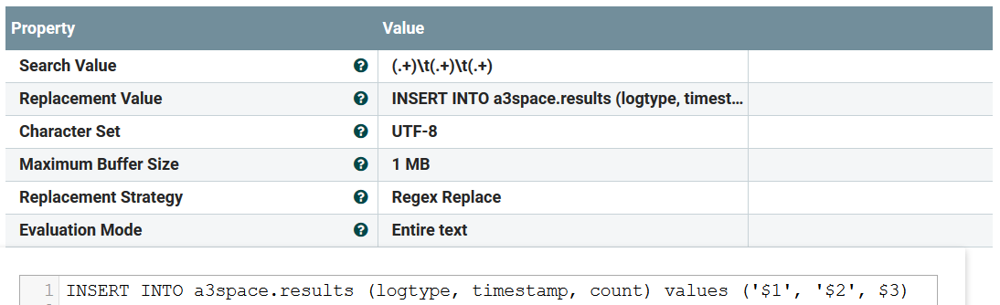 Property Value
Search Value ? (.+)\t(.+)\t(.+)
Replacement Value ? INSERT INTO a3space.results (logtype, timest...
Character Set ? UTF-8
Maximum Buffer Size ? 1 MB
Replacement Strategy ? Regex Replace
Evaluation Mode ? Entire text
1 INSERT INTO a3space.results (logtype, timestamp, count) values ('$1', '$2', $3)